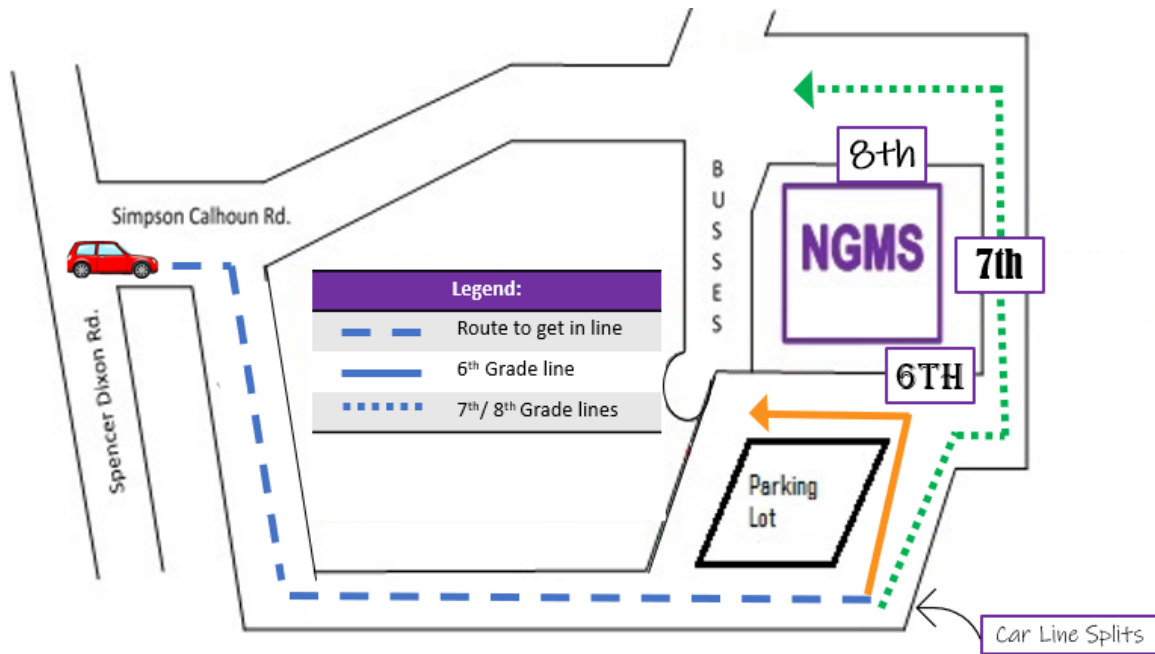 8th
BUSSES
Simpson Calhoun Rd.
NGMS
7th
Legend:
Route to get in line
6th Grade line
7th/ 8th Grade lines
Spencer Dixon Rd.
6TH
Parking
Lot
Car Line Splits